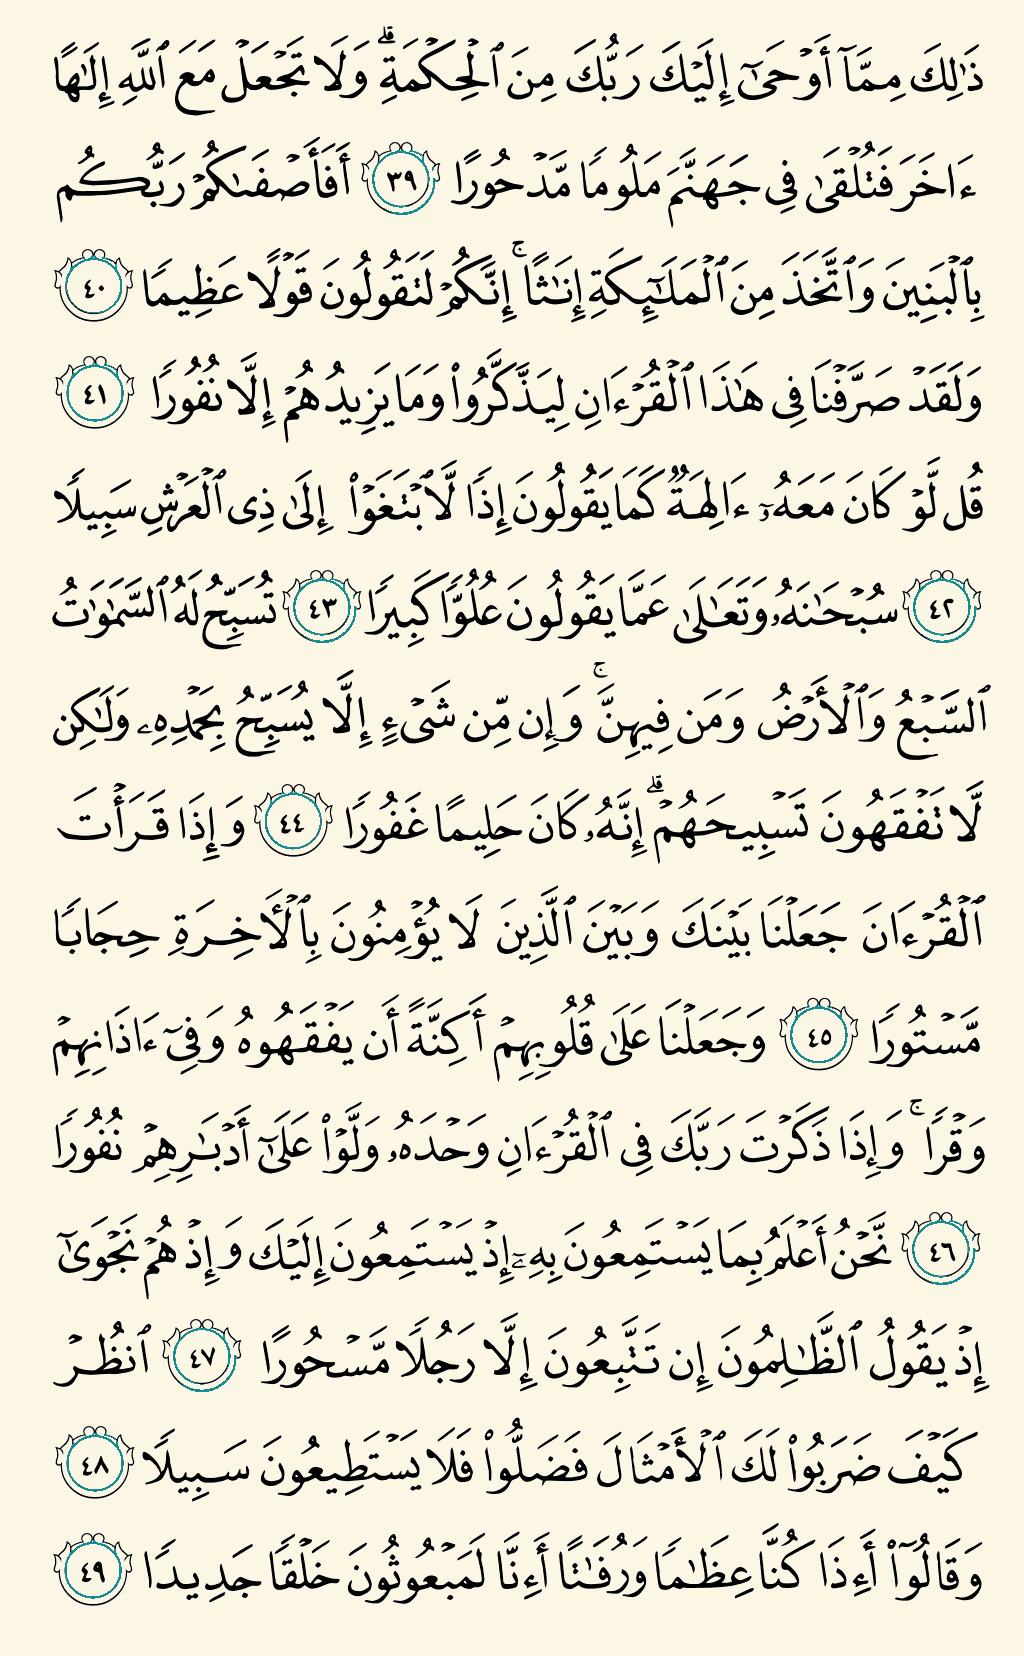 ذَٰلِكَ مِمَّآ أَوْحَىٰٓ إِلَيْكَ رَبُّكَ مِنَ ٱلْحِكْمَةِ ۗ وَلَا تَجْعَلْ مَعَ ٱللَّهِ إِلَٰهًا
ءَاخَرَ فَتُلْقَىٰ فِى جَهَنَّمَ مَلُومًا مَّدْحُورًا ٣٩ أَفَأَصْفَىٰكُمْ رَبُّكُم
بِٱلْبَنِينَ وَٱتَّخَذَ مِنَ ٱلْمَلَٰٓئِكَةِ إِنَٰثًا ۚ إِنَّكُمْ لَتَقُولُونَ قَوْلًا عَظِيمًا ٤٠
وَلَقَدْ صَرَّفْنَا فِى هَٰذَا ٱلْقُرْءَانِ لِيَذَّكَّرُوا۟ وَمَا يَزِيدُهُمْ إِلَّا نُفُورًا ٤١
قُل لَّوْ كَانَ مَعَهُۥٓ ءَالِهَةٌ كَمَا يَقُولُونَ إِذًا لَّٱبْتَغَوْا۟ إِلَىٰ ذِى ٱلْعَرْشِ سَبِيلًا
٤٢ سُبْحَٰنَهُۥ وَتَعَٰلَىٰ عَمَّا يَقُولُونَ عُلُوًّا كَبِيرًا ٤٣ تُسَبِّحُ لَهُ ٱلسَّمَٰوَٰتُ
ٱلسَّبْعُ وَٱلْأَرْضُ وَمَن فِيهِنَّ ۚ وَإِن مِّن شَىْءٍ إِلَّا يُسَبِّحُ بِحَمْدِهِۦ وَلَٰكِن
لَّا تَفْقَهُونَ تَسْبِيحَهُمْ ۗ إِنَّهُۥ كَانَ حَلِيمًا غَفُورًا ٤٤ وَإِذَا قَرَأْتَ
ٱلْقُرْءَانَ جَعَلْنَا بَيْنَكَ وَبَيْنَ ٱلَّذِينَ لَا يُؤْمِنُونَ بِٱلْأَخِرَةِ حِجَابًا
مَّسْتُورًا ٤٥ وَجَعَلْنَا عَلَىٰ قُلُوبِهِمْ أَكِنَّةً أَن يَفْقَهُوهُ وَفِىٓ ءَاذَانِهِمْ
وَقْرًا ۚ وَإِذَا ذَكَرْتَ رَبَّكَ فِى ٱلْقُرْءَانِ وَحْدَهُۥ وَلَّوْا۟ عَلَىٰٓ أَدْبَٰرِهِمْ نُفُورًا
٤٦ نَّحْنُ أَعْلَمُ بِمَا يَسْتَمِعُونَ بِهِۦٓ إِذْ يَسْتَمِعُونَ إِلَيْكَ وَإِذْ هُمْ نَجْوَىٰٓ
إِذْ يَقُولُ ٱلظَّٰلِمُونَ إِن تَتَّبِعُونَ إِلَّا رَجُلًا مَّسْحُورًا ٤٧ ٱنظُرْ
كَيْفَ ضَرَبُوا۟ لَكَ ٱلْأَمْثَالَ فَضَلُّوا۟ فَلَا يَسْتَطِيعُونَ سَبِيلًا ٤٨
وَقَالُوٓا۟ أَءِذَا كُنَّا عِظَٰمًا وَرُفَٰتًا أَءِنَّا لَمَبْعُوثُونَ خَلْقًا جَدِيدًا ٤٩